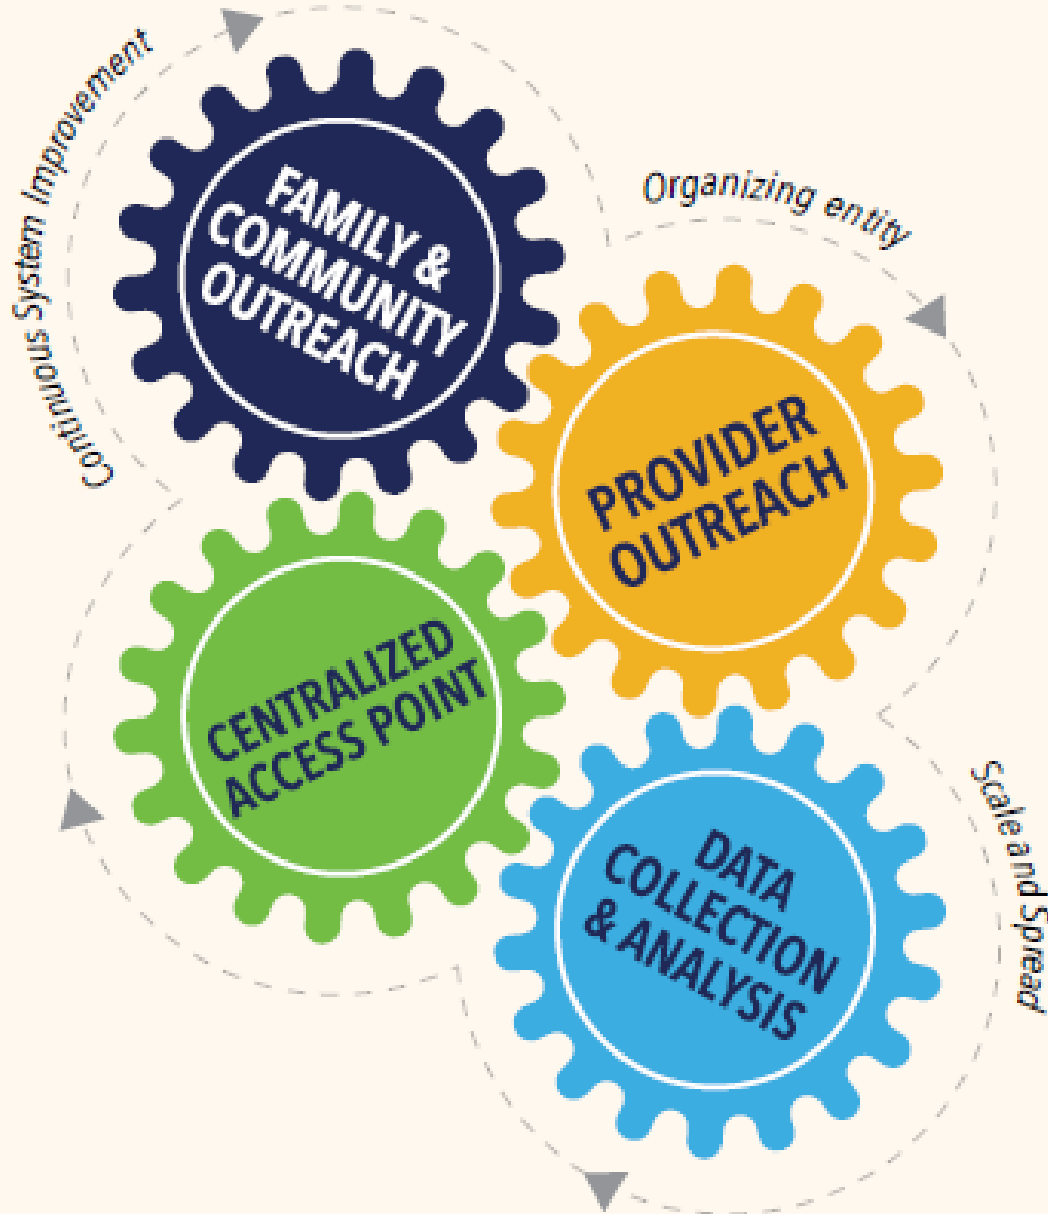 Continuous System Improvement
FAMILY &
COMMUNITY
OUTREACH
Organizing entity
PROVIDER
OUTREACH
CENTRALIZED
ACCESS POINT
DATA
COLLECTION
& ANALYSIS
Scale and Spread